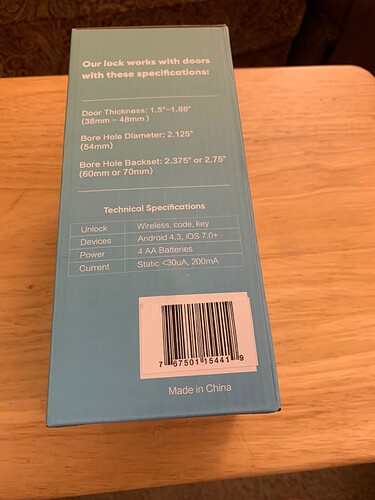 Our lock works with doors
with these specifications:
Door Thickness: 1.5"–1.88"
(38mm – 48mm )
Bore Hole Diameter: 2.125"
(54mm)
Bore Hole Backset: 2.375" or 2.75"
(60mm or 70mm)
Technical Specifications
Unlock Wireless, code, key
Devices Android 4.3, iOS 7.0+
Power 4 AA Batteries
Current Static <30uA, 200mA
7 67501 15441 9
Made in China